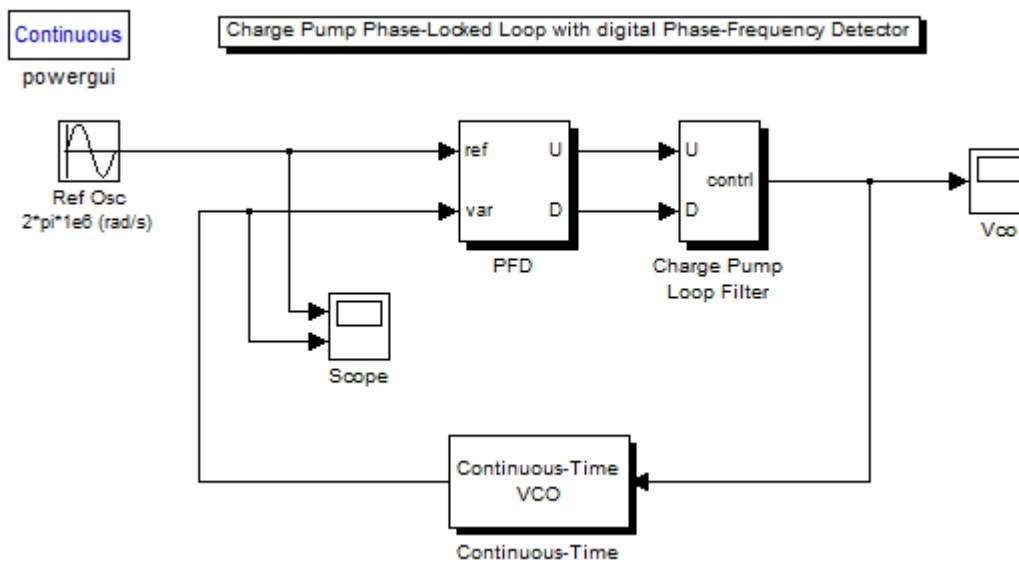 Continuous
powergui
Charge Pump Phase-Locked Loop with digital Phase-Frequency Detector
Ref Osc
2*pi*1e6 (rad/s)
ref
U
var
D
PFD
U
contrl
D
Charge Pump
Loop Filter
Vco
Scope
Continuous-Time
VCO
Continuous-Time